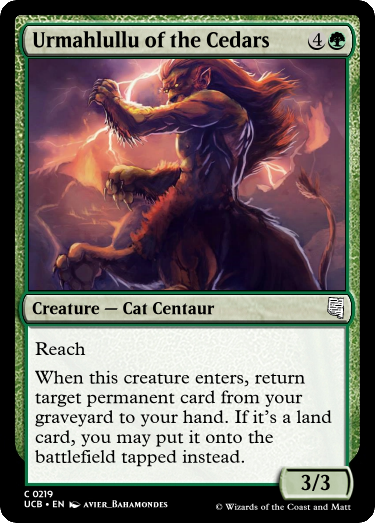 Urmahlullu of the Cedars 4
Creature — Cat Centaur
Reach
When this creature enters, return
target permanent card from your
graveyard to your hand. If it's a land
card, you may put it onto the
battlefield tapped instead.
3/3
C 0219
UCB • EN AVIER_BAHAMONDES
© Wizards of the Coast and Matt